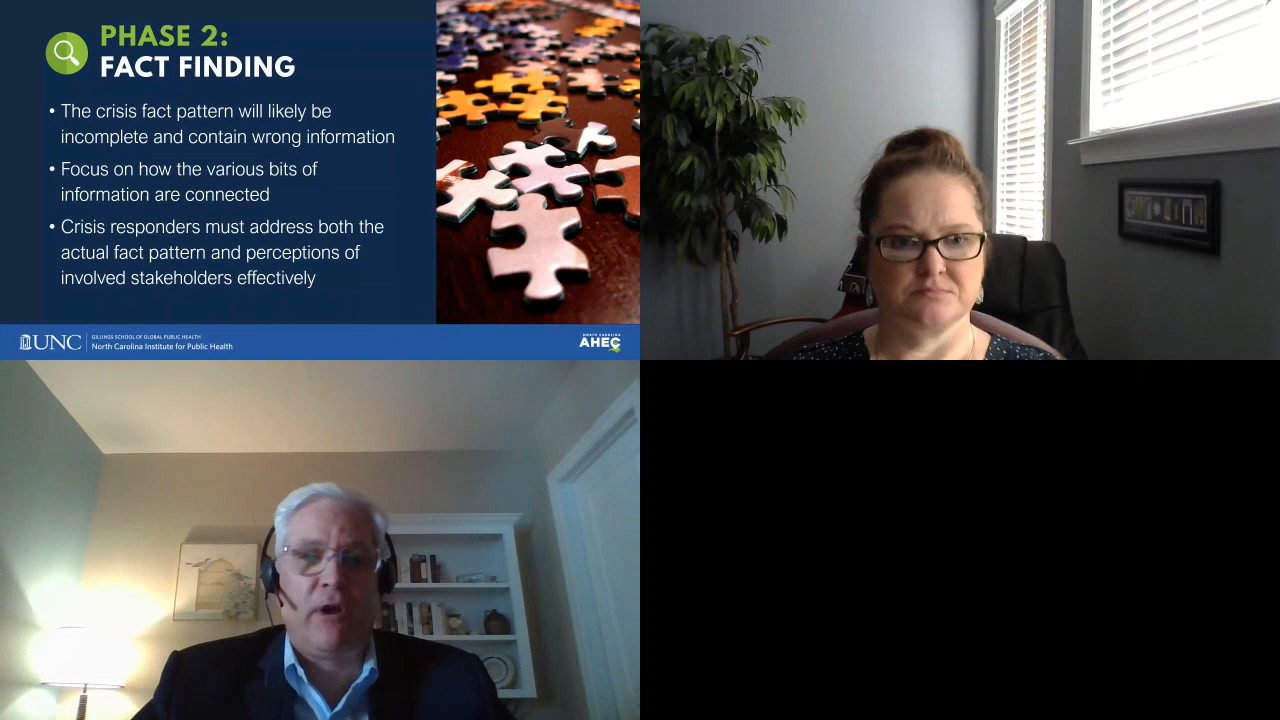 PHASE 2:
FACT FINDING
• The crisis fact pattern will likely be
incomplete and contain wrong information
• Focus on how the various bits of
information are connected
• Crisis responders must address both the
actual fact pattern and perceptions of
involved stakeholders effectively
UNC
GILLINGS SCHOOL OF GLOBAL PUBLIC HEALTH
North Carolina Institute for Public Health
NORTH CAROLINA
AHEC